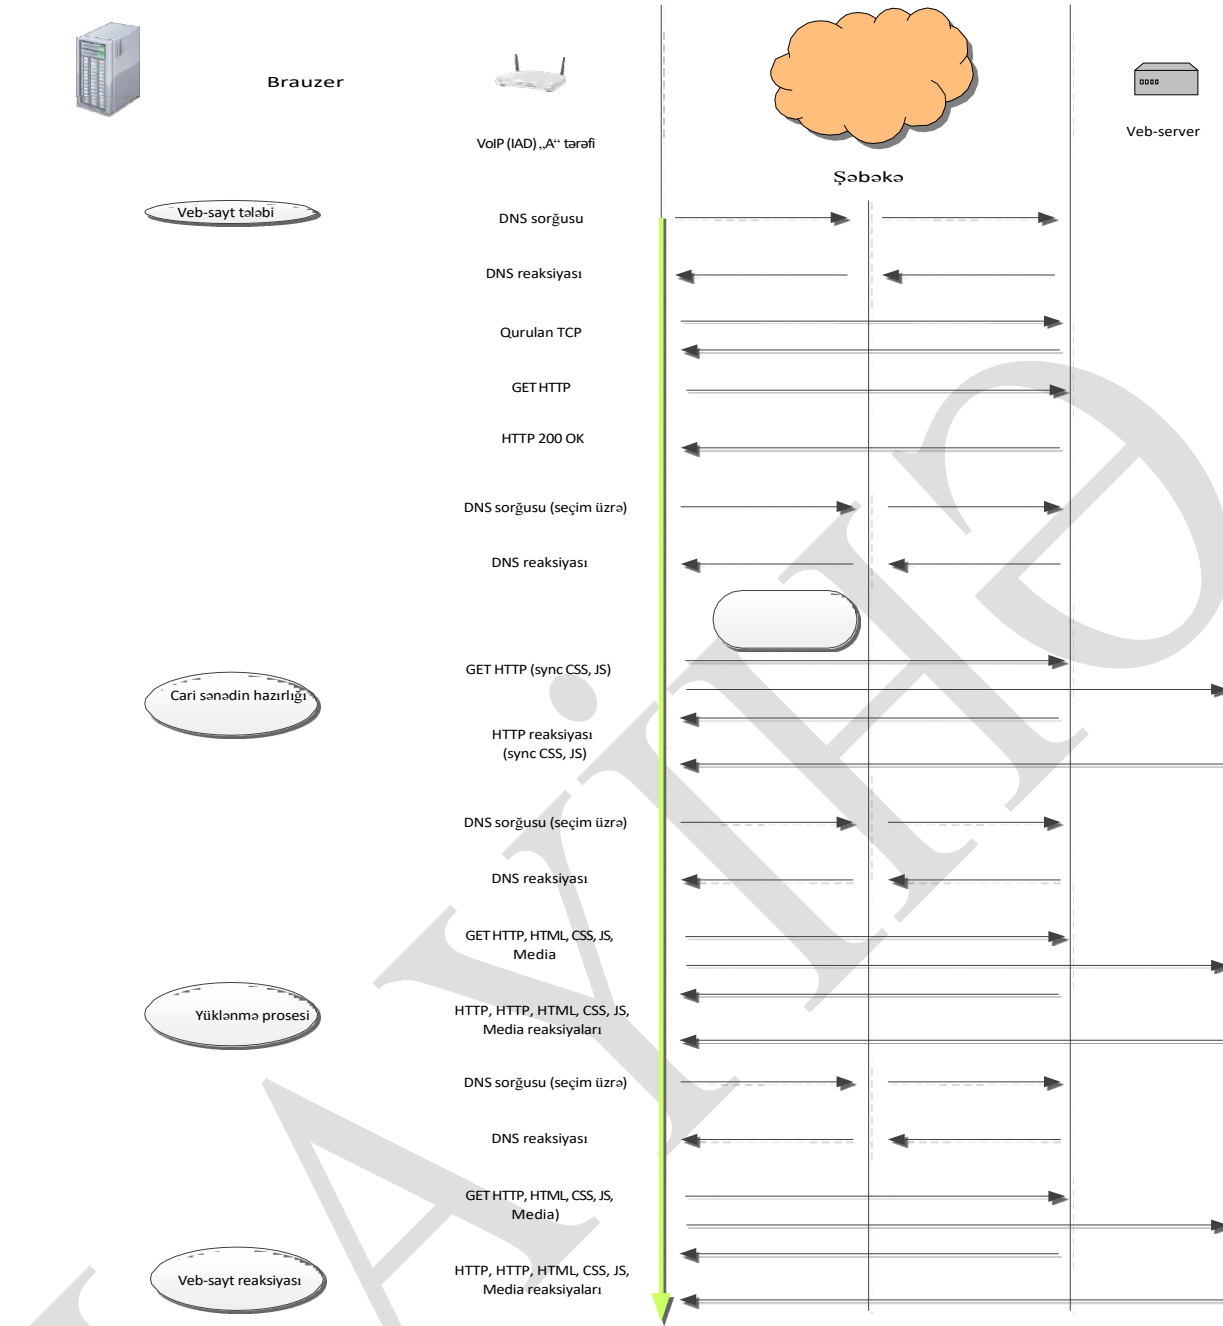 Brauzer
VoIP (IAD) „A“ tərəfi
Şəbəkə
Veb-server
Veb-sayt tələbi
DNS sorğusu
DNS reaksiyası
Qurulan TCP
GET HTTP
HTTP 200 OK
DNS sorğusu (seçim üzrə)
DNS reaksiyası
GET HTTP (sync CSS, JS)
Cari sənədin hazırlığı
HTTP reaksiyası
(sync CSS, JS)
DNS sorğusu (seçim üzrə)
DNS reaksiyası
GET HTTP, HTML, CSS, JS,
Media
Yüklənmə prosesi
HTTP, HTTP, HTML, CSS, JS,
Media reaksiyaları
DNS sorğusu (seçim üzrə)
DNS reaksiyası
GET HTTP, HTML, CSS, JS,
Media)
Veb-sayt reaksiyası
HTTP, HTTP, HTML, CSS, JS,
Media reaksiyaları
LAYİHƏ